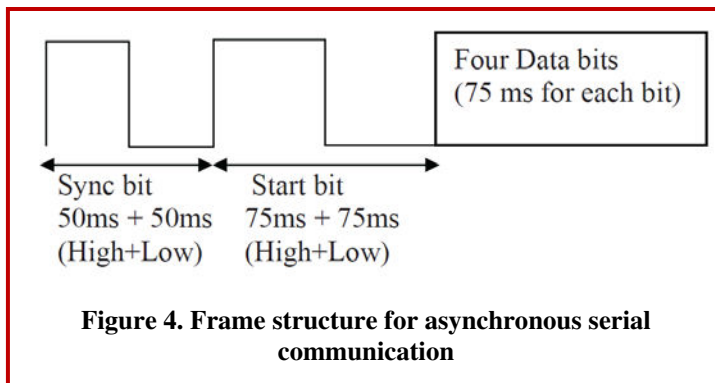 Four Data bits
(75 ms for each bit)
Sync bit
50ms + 50ms
(High+Low)
Start bit
75ms + 75ms
(High+Low)
Figure 4. Frame structure for asynchronous serial
communication